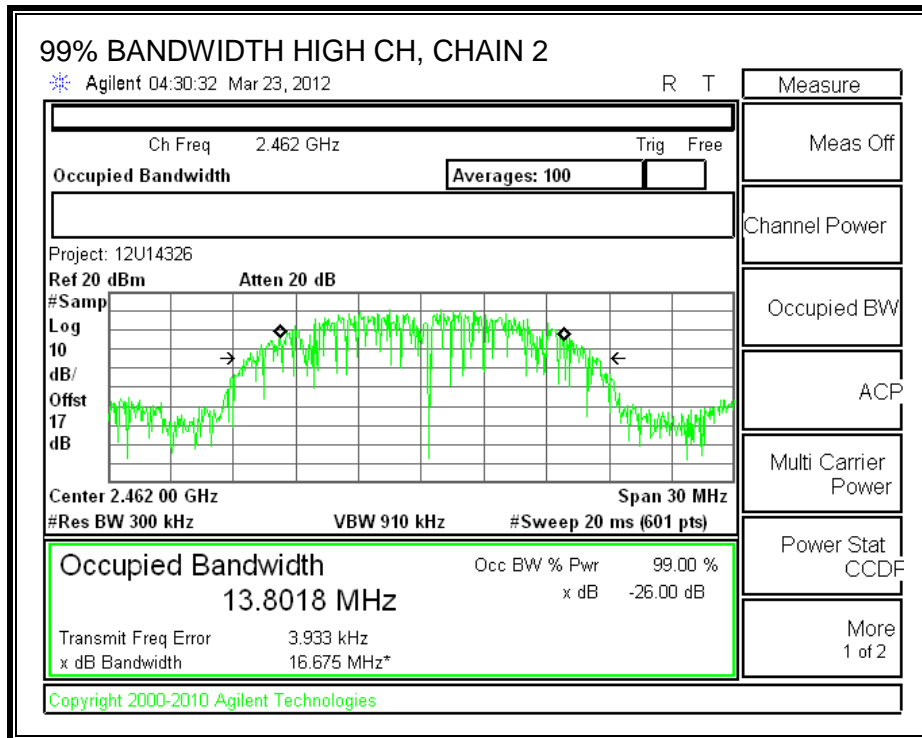 99% BANDWIDTH HIGH CH, CHAIN 2
Agilent 04:30:32 Mar 23, 2012 R T
Measure
Ch Freq 2.462 GHz Trig Free
Meas Off
Occupied Bandwidth Averages: 100
Channel Power
Project: 12U14326
Ref 20 dBm Atten 20 dB
#Samp
Log
10
dB/
Offst
17
dB
Occupied BW
ACP
Center 2.462 00 GHz Span 30 MHz
#Res BW 300 kHz VBW 910 kHz #Sweep 20 ms (601 pts)
Multi Carrier
Power
Occupied Bandwidth Occ BW % Pwr 99.00 %
13.8018 MHz x dB -26.00 dB
Power Stat
CCDF
Transmit Freq Error 3.933 kHz
x dB Bandwidth 16.675 MHz*
More
1 of 2
Copyright 2000-2010 Agilent Technologies